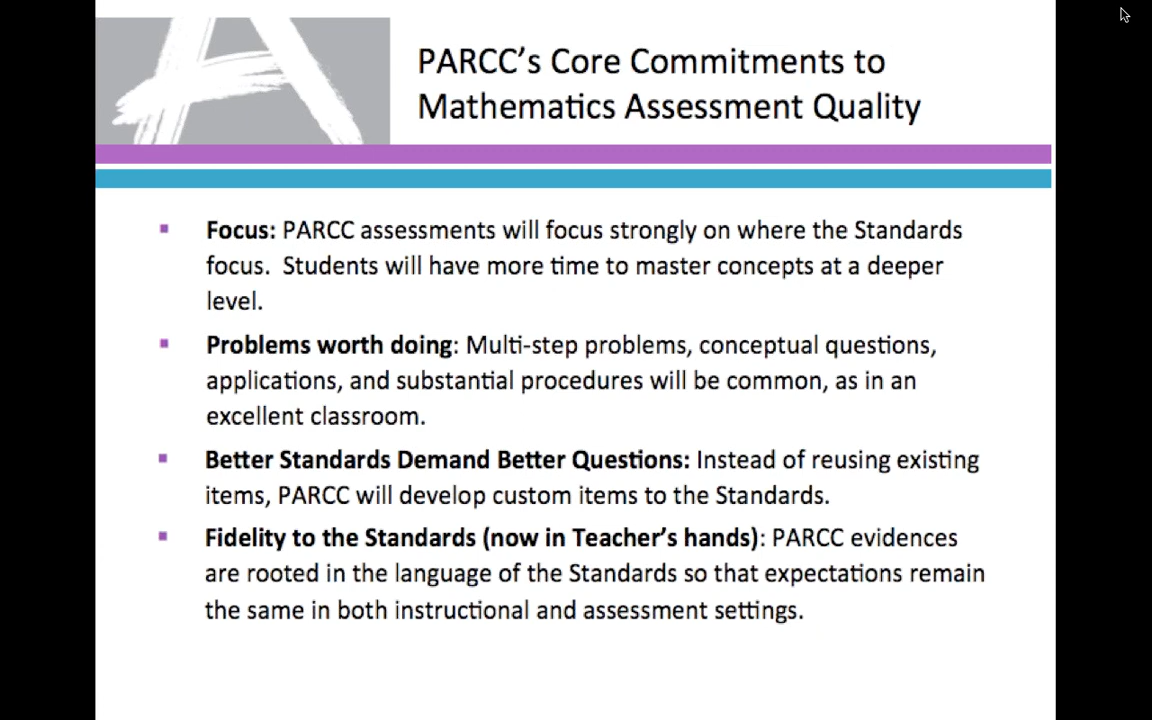 PARCC’s Core Commitments to
Mathematics Assessment Quality
▪ Focus: PARCC assessments will focus strongly on where the Standards
focus.  Students will have more time to master concepts at a deeper
level.
▪ Problems worth doing: Multi-step problems, conceptual questions,
applications, and substantial procedures will be common, as in an
excellent classroom.
▪ Better Standards Demand Better Questions: Instead of reusing existing
items, PARCC will develop custom items to the Standards.
▪ Fidelity to the Standards (now in Teacher’s hands): PARCC evidences
are rooted in the language of the Standards so that expectations remain
the same in both instructional and assessment settings.